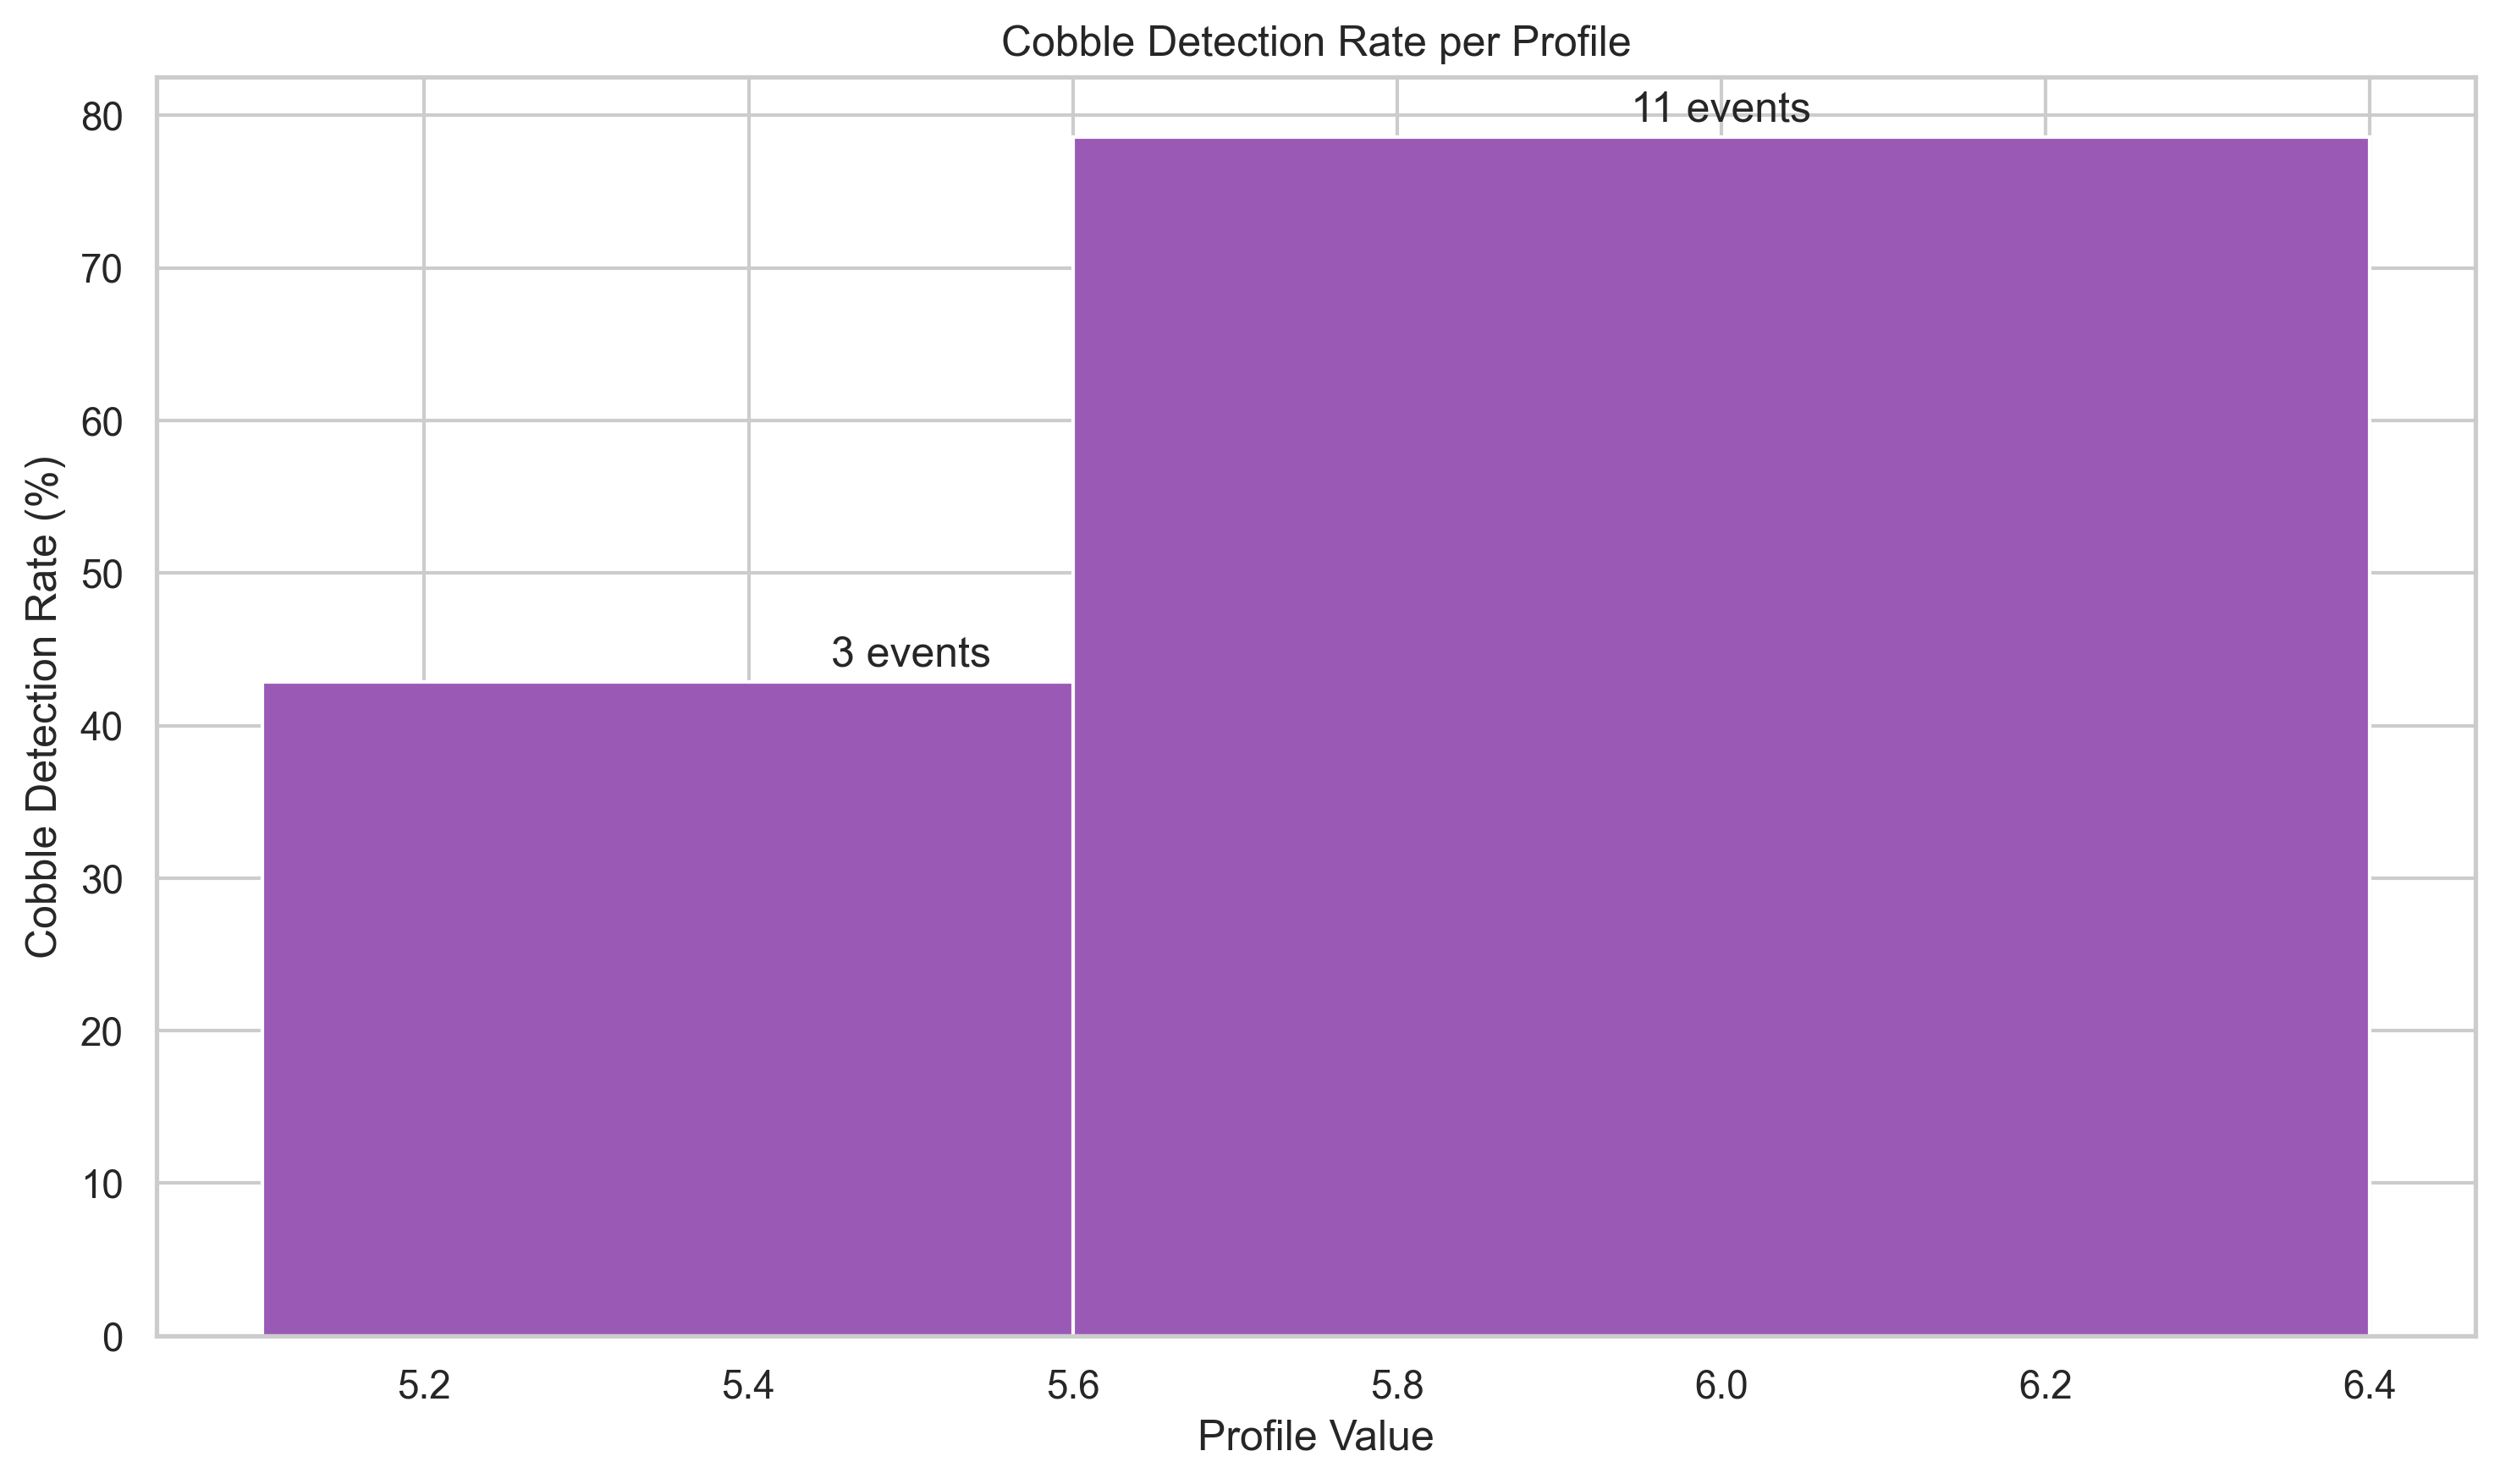 Cobble Detection Rate per Profile
11 events
80
70
60
50
3 events
40
30
20
10
0
Cobble Detection Rate (%)
5.2 5.4 5.6 5.8 6.0 6.2 6.4
Profile Value